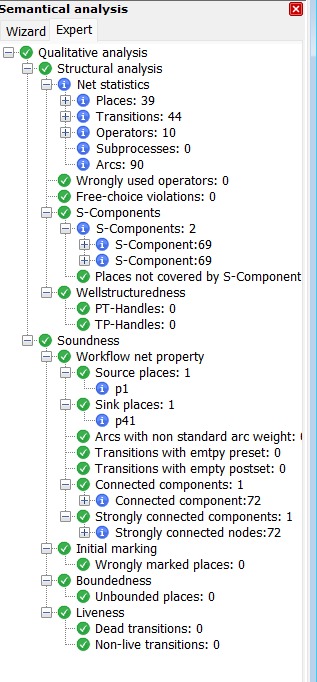 Semantical analysis
Wizard Expert
Qualitative analysis
Structural analysis
Net statistics
Places: 39
Transitions: 44
Operators: 10
Subprocesses: 0
Arcs: 90
Wrongly used operators: 0
Free-choice violations: 0
S-Components
S-Components: 2
S-Component:69
S-Component:69
Places not covered by S-Component
Wellstructuredness
PT-Handles: 0
TP-Handles: 0
Soundness
Workflow net property
Source places: 1
p1
Sink places: 1
p41
Arcs with non standard arc weight:
Transitions with emtpy preset: 0
Transitions with empty postset: 0
Connected components: 1
Connected component:72
Strongly connected components: 1
Strongly connected nodes:72
Initial marking
Wrongly marked places: 0
Boundedness
Unbounded places: 0
Liveness
Dead transitions: 0
Non-live transitions: 0